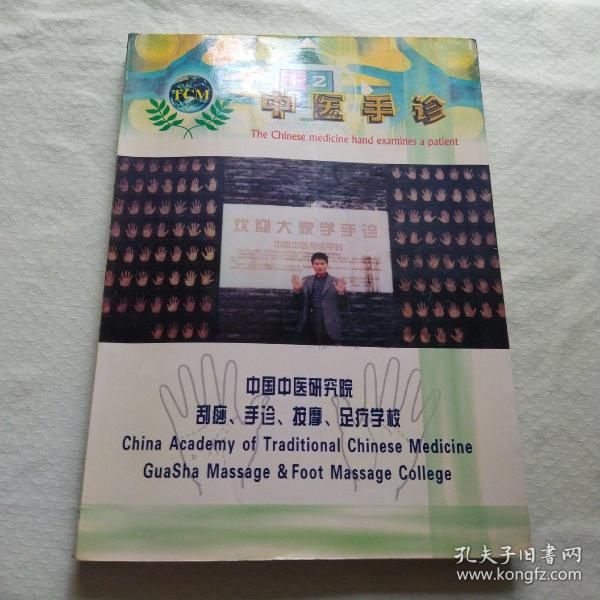 TCM
中医手诊
The Chinese medicine hand examines a patient
欢迎大家学手诊
中国中医研究院
刮痧、手诊、按摩、足疗学校
China Academy of Traditional Chinese Medicine
GuaSha Massage & Foot Massage College
孔夫子旧书网
www.kongfz.com